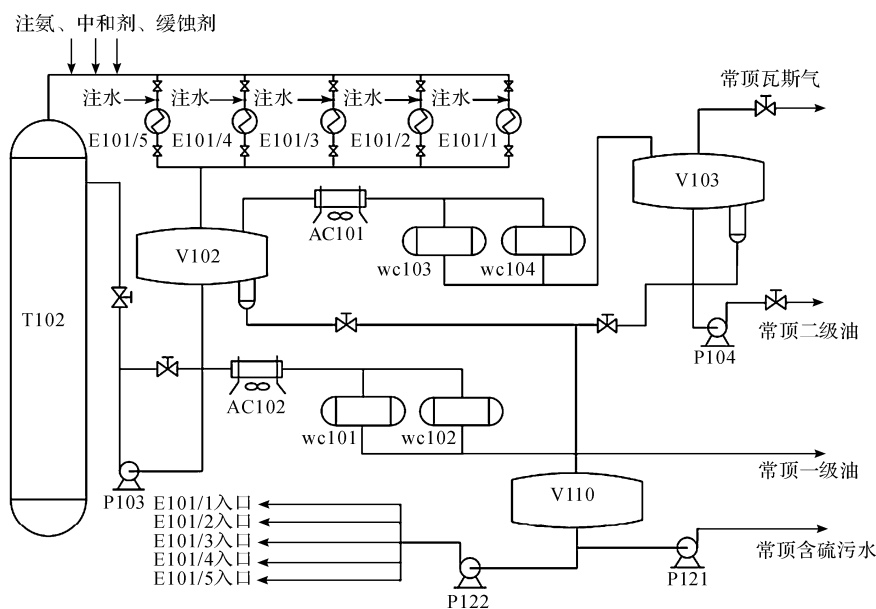 注氨、中和剂、缓蚀剂
常顶瓦斯气
注水 注水 注水 注水 注水
E101/5 E101/4 E101/3 E101/2 E101/1
V103
AC101
V102
wc103 wc104
T102
常顶二级油
P104
AC102
wc101 wc102
常顶一级油
P103
V110
E101/1入口
E101/2入口
E101/3入口
E101/4入口
E101/5入口
常顶含硫污水
P121
P122